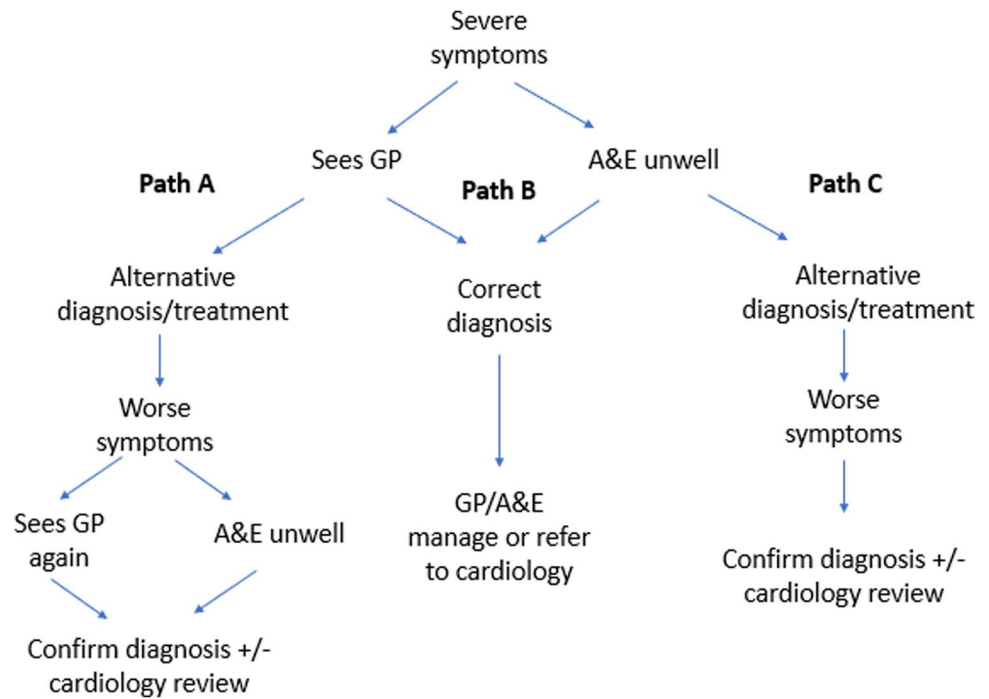 Severe
symptoms
Sees GP
A&E unwell
Path A
Path B
Path C
Alternative
diagnosis/treatment
Correct
diagnosis
Alternative
diagnosis/treatment
Worse
symptoms
Worse
symptoms
Sees GP
again
A&E unwell
GP/A&E
manage or refer
to cardiology
Confirm diagnosis +/-
cardiology review
Confirm diagnosis +/-
cardiology review